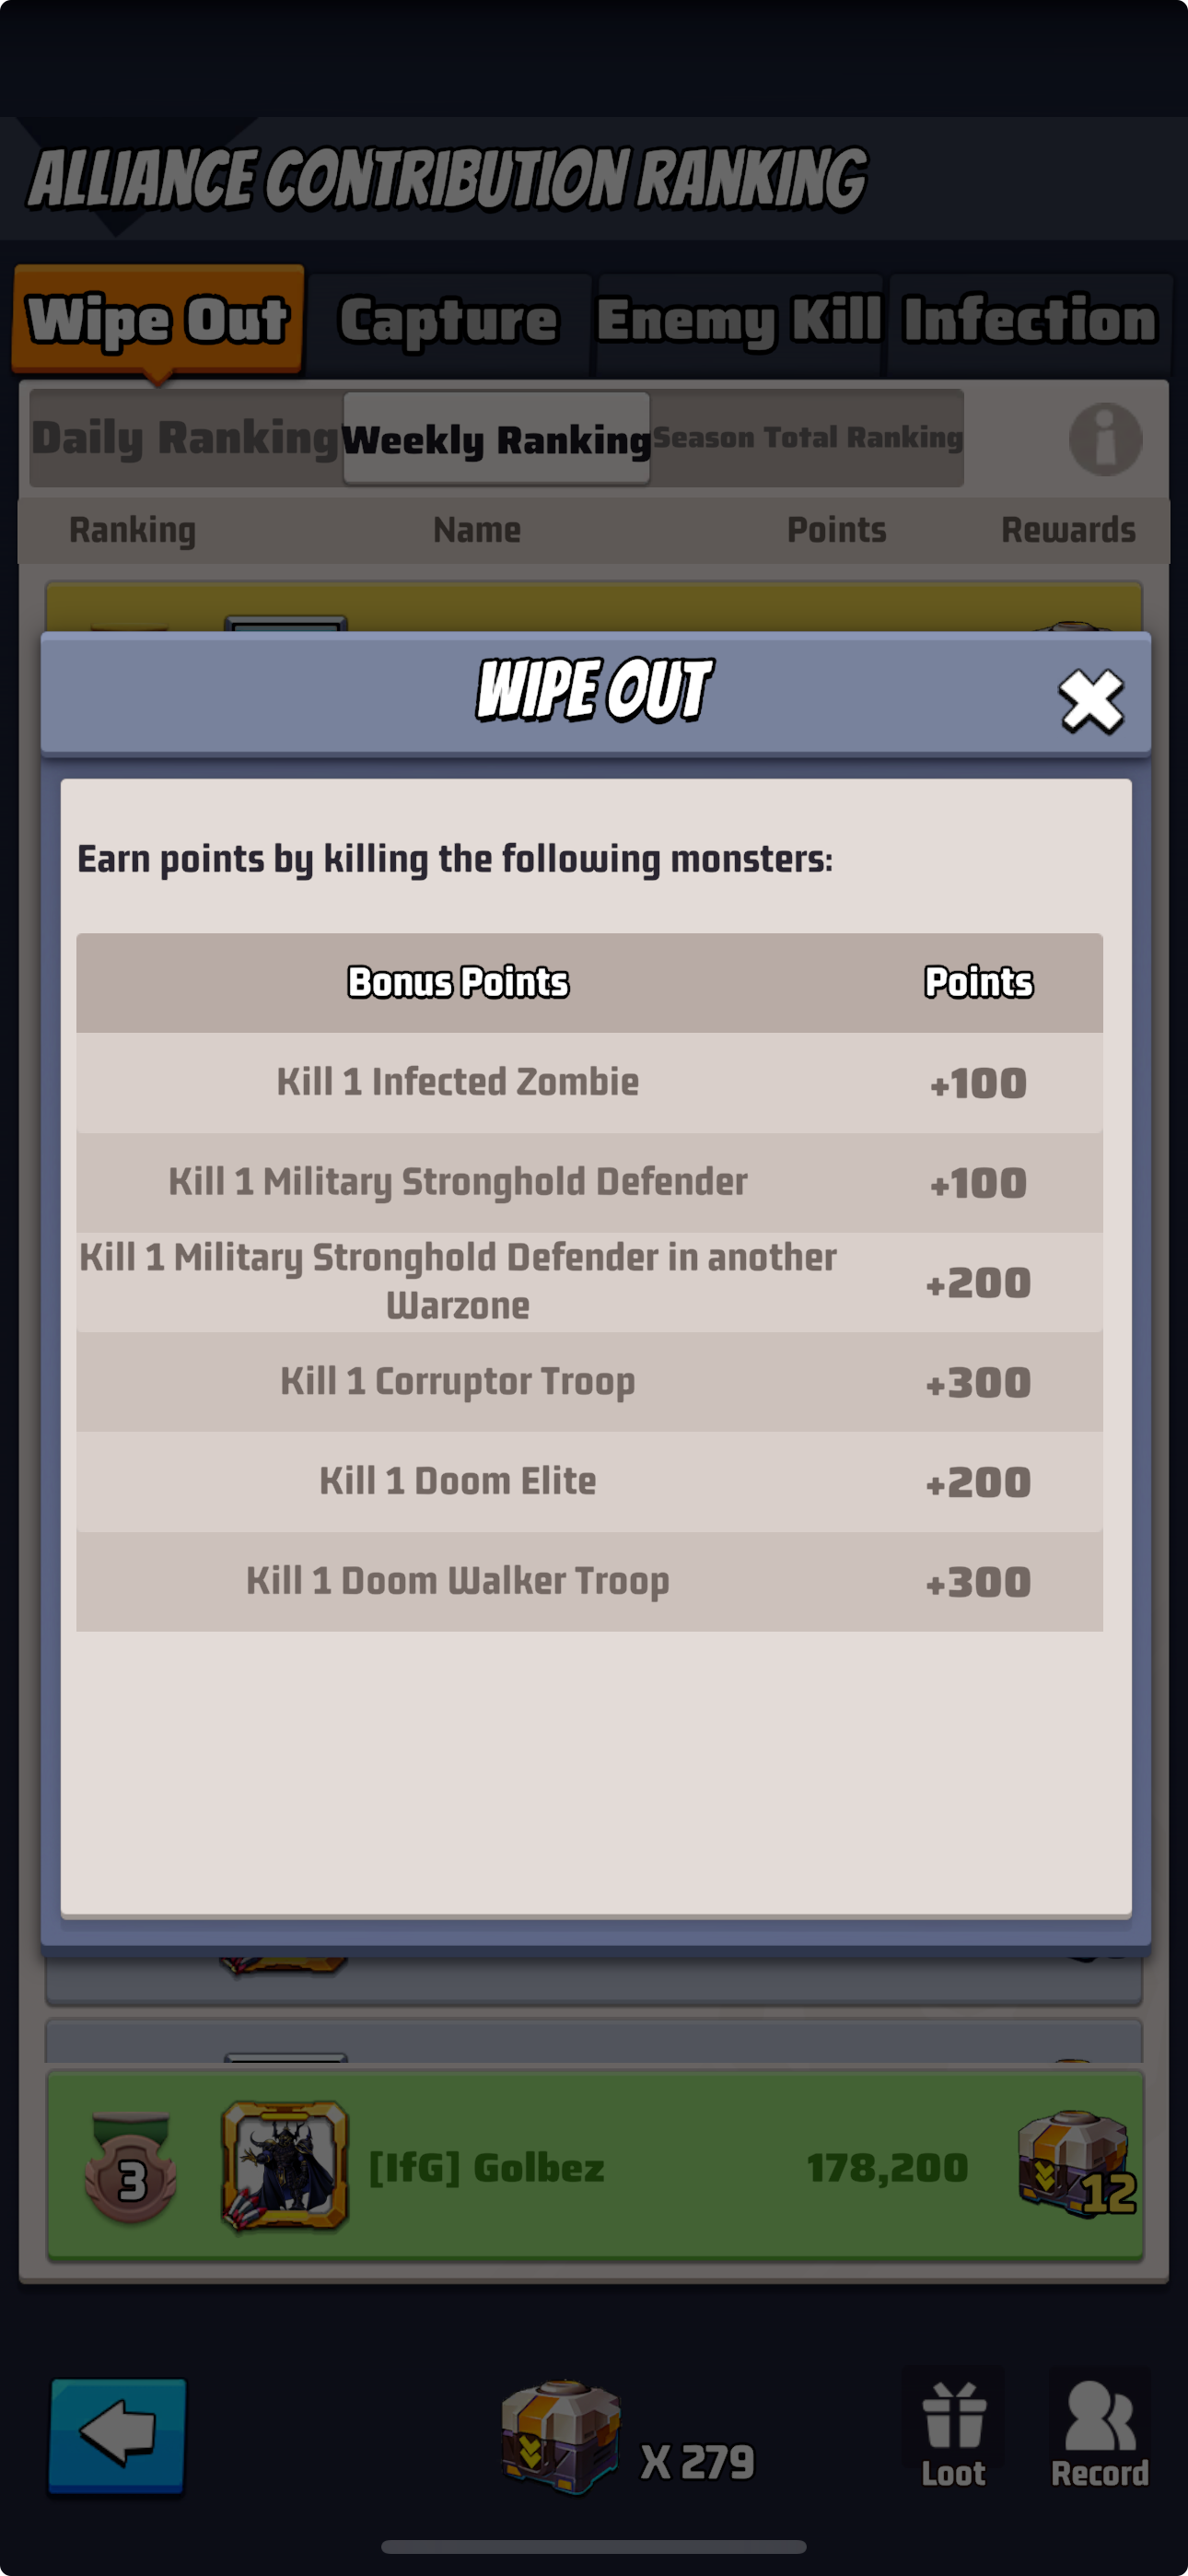 ALLIANCE CONTRIBUTION RANKING
Wipe Out
Capture
Enemy Kill
Infection
Daily Ranking
Weekly Ranking
Season Total Ranking
Ranking
Name
Points
Rewards
WIPE OUT
Earn points by killing the following monsters:
Bonus Points
Points
Kill 1 Infected Zombie
+100
Kill 1 Military Stronghold Defender
+100
Kill 1 Military Stronghold Defender in another
Warzone
+200
Kill 1 Corruptor Troop
+300
Kill 1 Doom Elite
+200
Kill 1 Doom Walker Troop
+300
3
[IfG] Golbez
178,200
12
X 279
Loot
Record